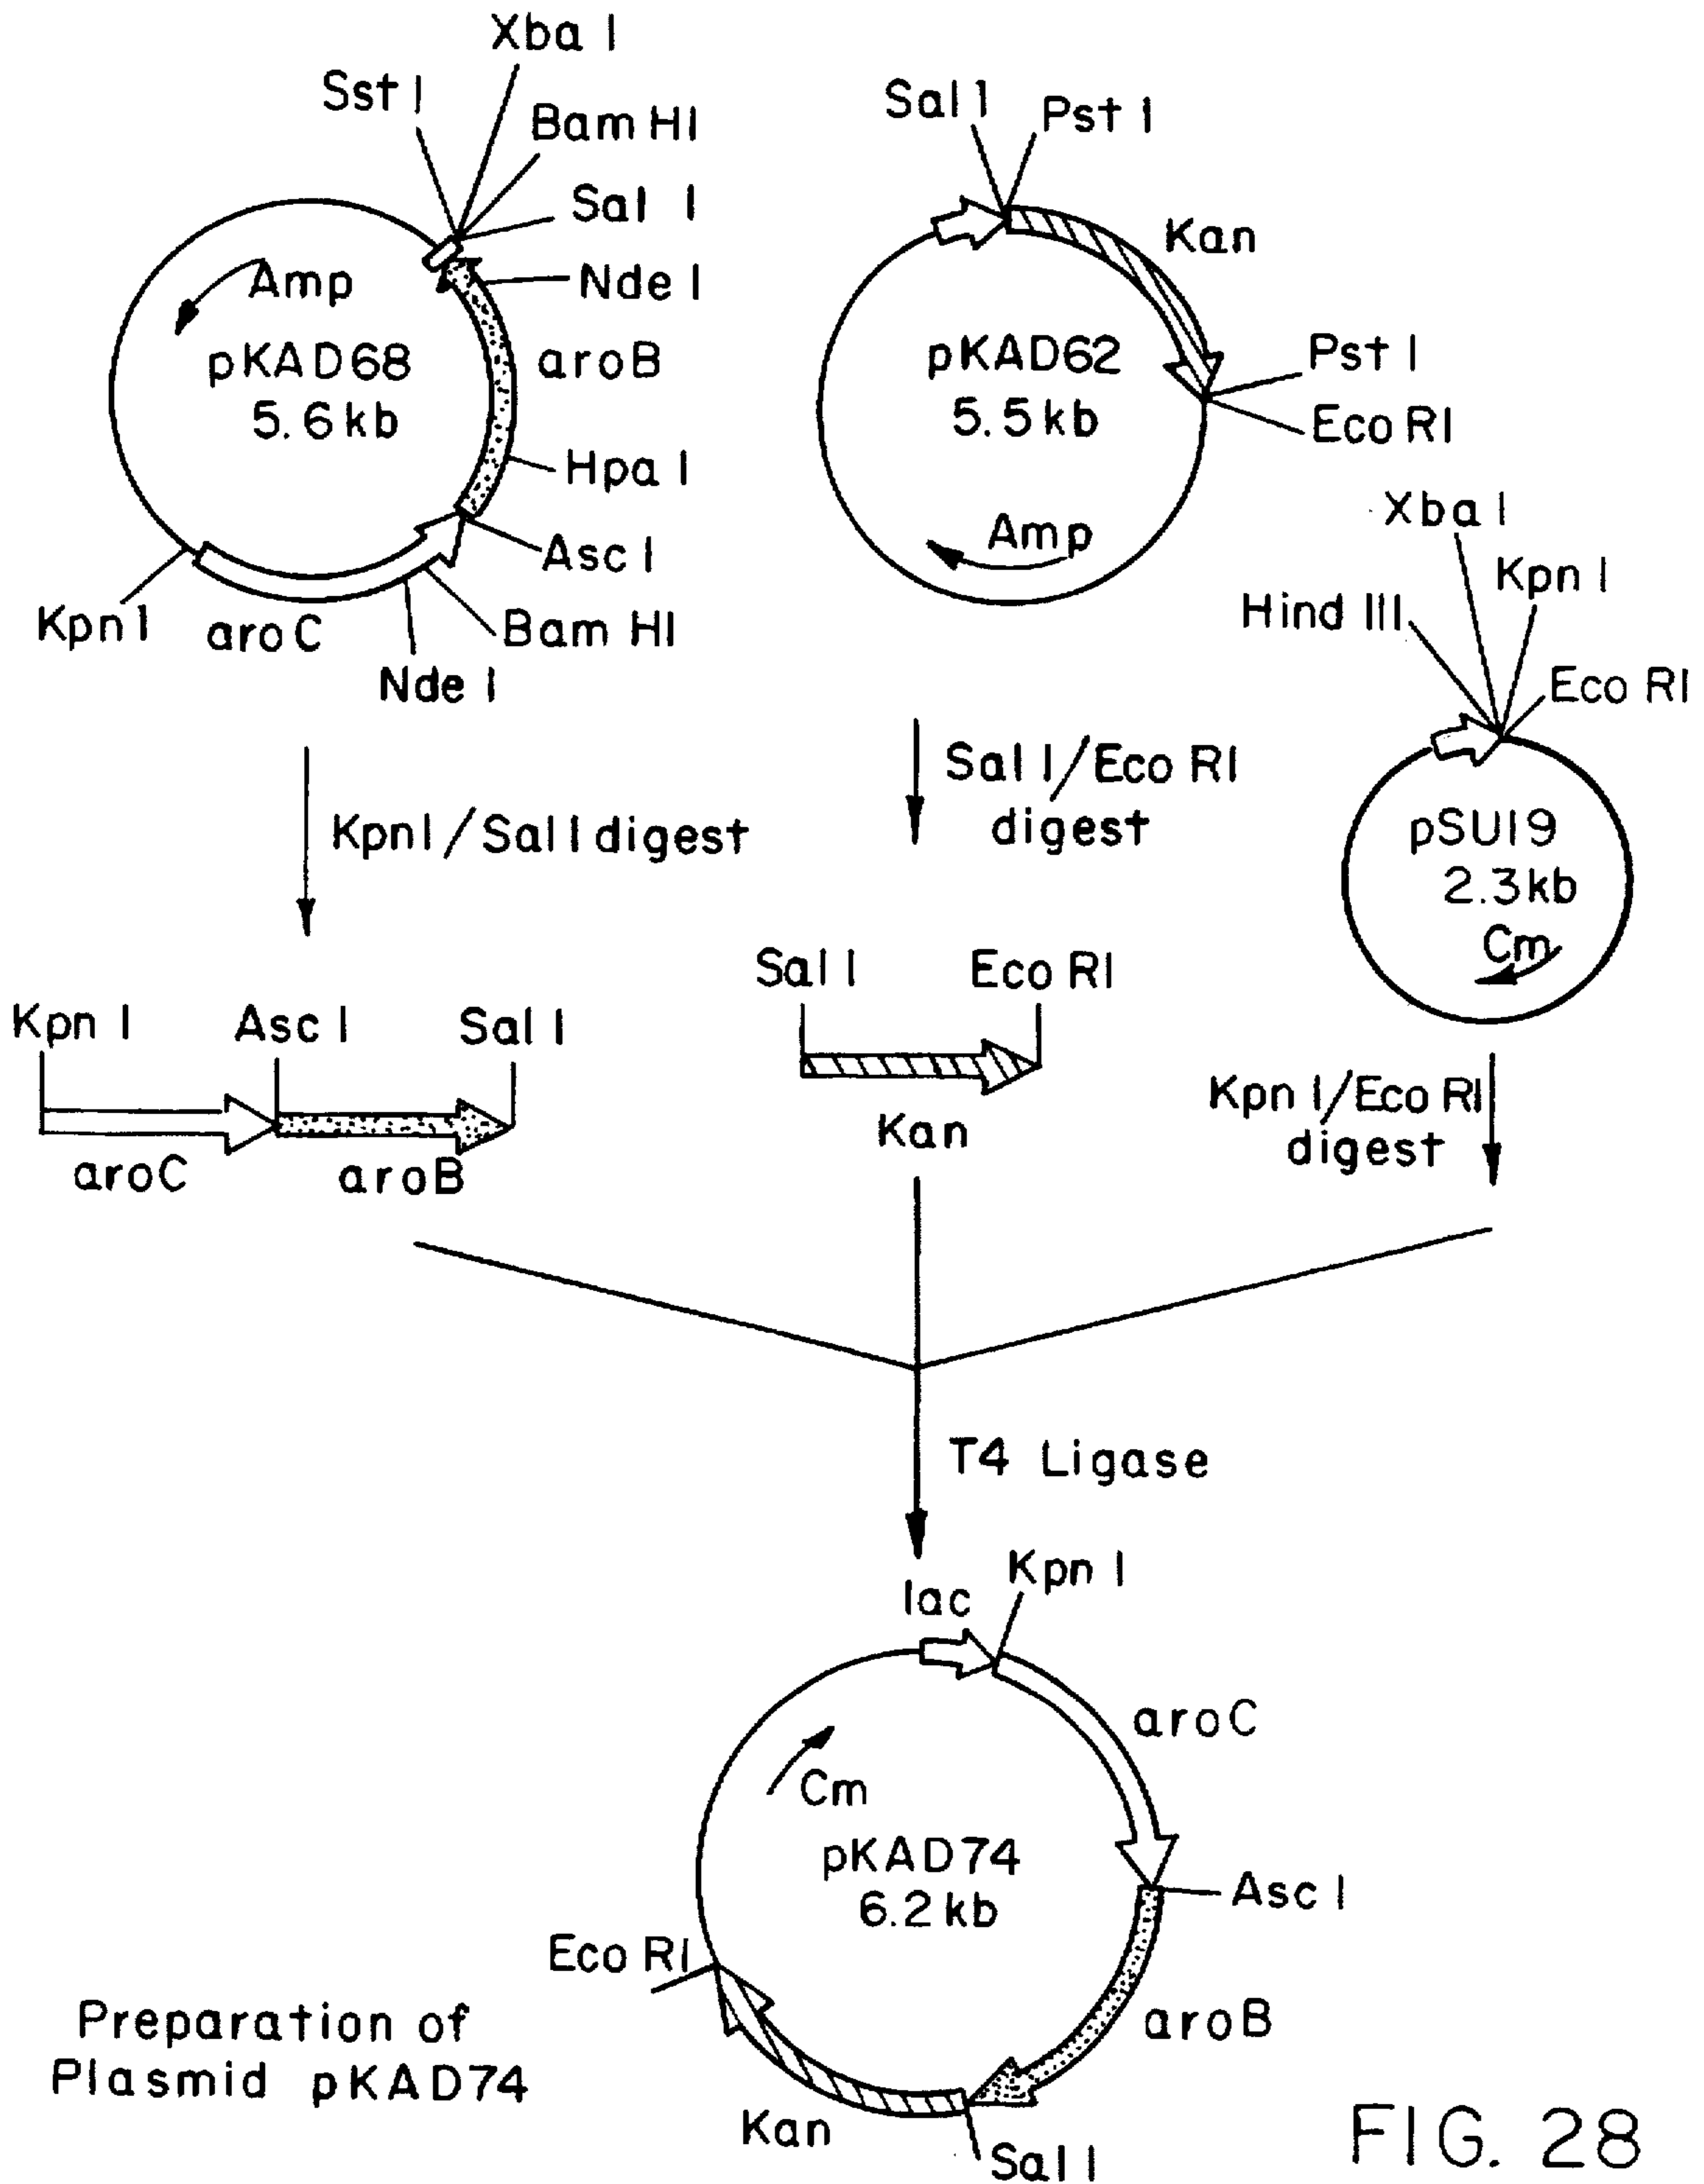 Xba I
Sst I
Bam HI
Sal I
Nde I
Amp
pKAD68
5.6 kb
aroB
Hpa I
Asc I
Kpn I
aroC
Bam HI
Nde I
Sal I
Pst I
Kan
pKAD62
5.5 kb
Pst I
Eco RI
Amp
Xba I
Kpn I
Hind III
Eco RI
pSU19
2.3 kb
Cm
Kpn I/Sal I digest
Sal I/Eco RI
digest
Kpn I/Eco RI
digest
Kpn I
Asc I
Sal I
aroC
aroB
Sal I
Eco RI
Kan
T4 Ligase
lac
Kpn I
aroC
Cm
pKAD74
6.2 kb
Asc I
Eco RI
aroB
Kan
Sal I
Preparation of
Plasmid pKAD74
FIG. 28